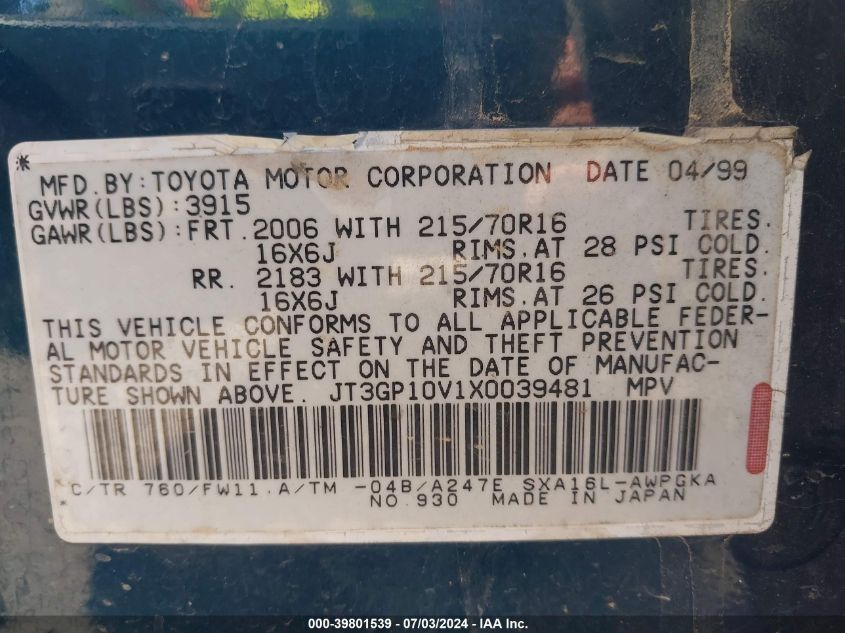 MFD.BY:TOYOTA MOTOR CORPORATION DATE 04/99
GVWR(LBS):3915
GAWR(LBS):FRT.2006 WITH 215/70R16 TIRES.
16X6J RIMS.AT 28 PSI COLD.
RR. 2183 WITH 215/70R16 TIRES.
16X6J RIMS.AT 26 PSI COLD.
THIS VEHICLE CONFORMS TO ALL APPLICABLE FEDER-
AL MOTOR VEHICLE SAFETY AND THEFT PREVENTION
STANDARDS IN EFFECT ON THE DATE OF MANUFAC-
TURE SHOWN ABOVE. JT3GP10V1X0039481 MPV
C/TR 760/FW11.A/TM -04B/A247E SXA16L-AWPGKA
NO.930 MADE IN JAPAN
000-39801539 - 07/03/2024 - IAA Inc.